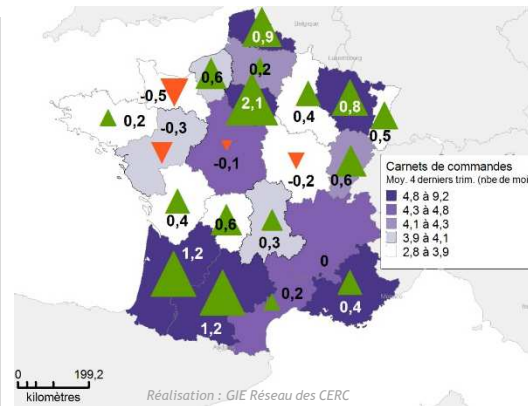 Belgique
0,9
Luxembourg
0,2
0,6
-0,5
2,1
0,4
0,8
0,5
0,2
-0,3
-0,1
-0,2
0,6
Carnets de commandes
Moy. 4 derniers trim. (nbe de moi
4,8 à 9,2
4,3 à 4,8
4,1 à 4,3
3,9 à 4,1
2,8 à 3,9
0,4
0,6
0,3
1,2
0
0,2
0,4
1,2
0 199,2
kilomètres
Réalisation : GIE Réseau des CERC